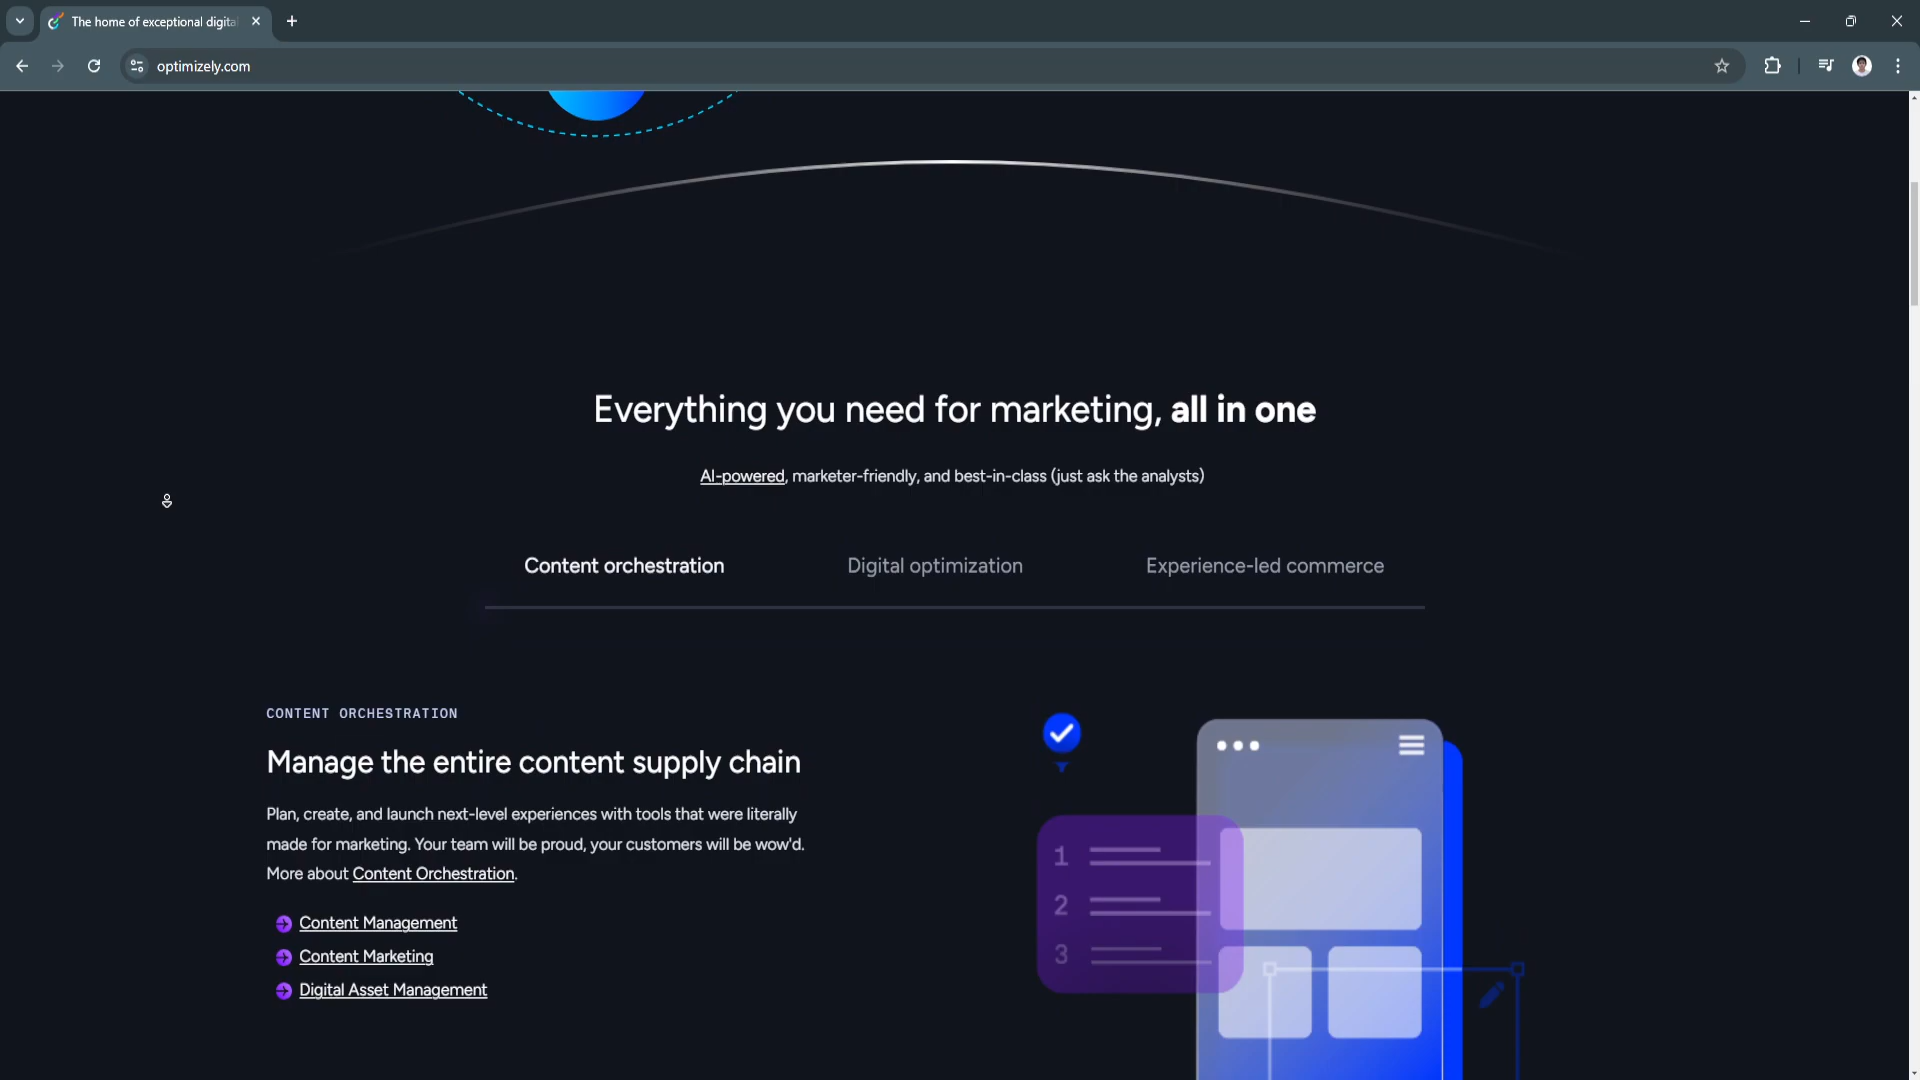 The home of exceptional digita
optimizely.com
Everything you need for marketing, all in one
AI-powered, marketer-friendly, and best-in-class (just ask the analysts)
Content orchestration
Digital optimization
Experience-led commerce
CONTENT ORCHESTRATION
Manage the entire content supply chain
Plan, create, and launch next-level experiences with tools that were literally
made for marketing. Your team will be proud, your customers will be wow'd.
More about Content Orchestration.
Content Management
Content Marketing
Digital Asset Management
1
2
3